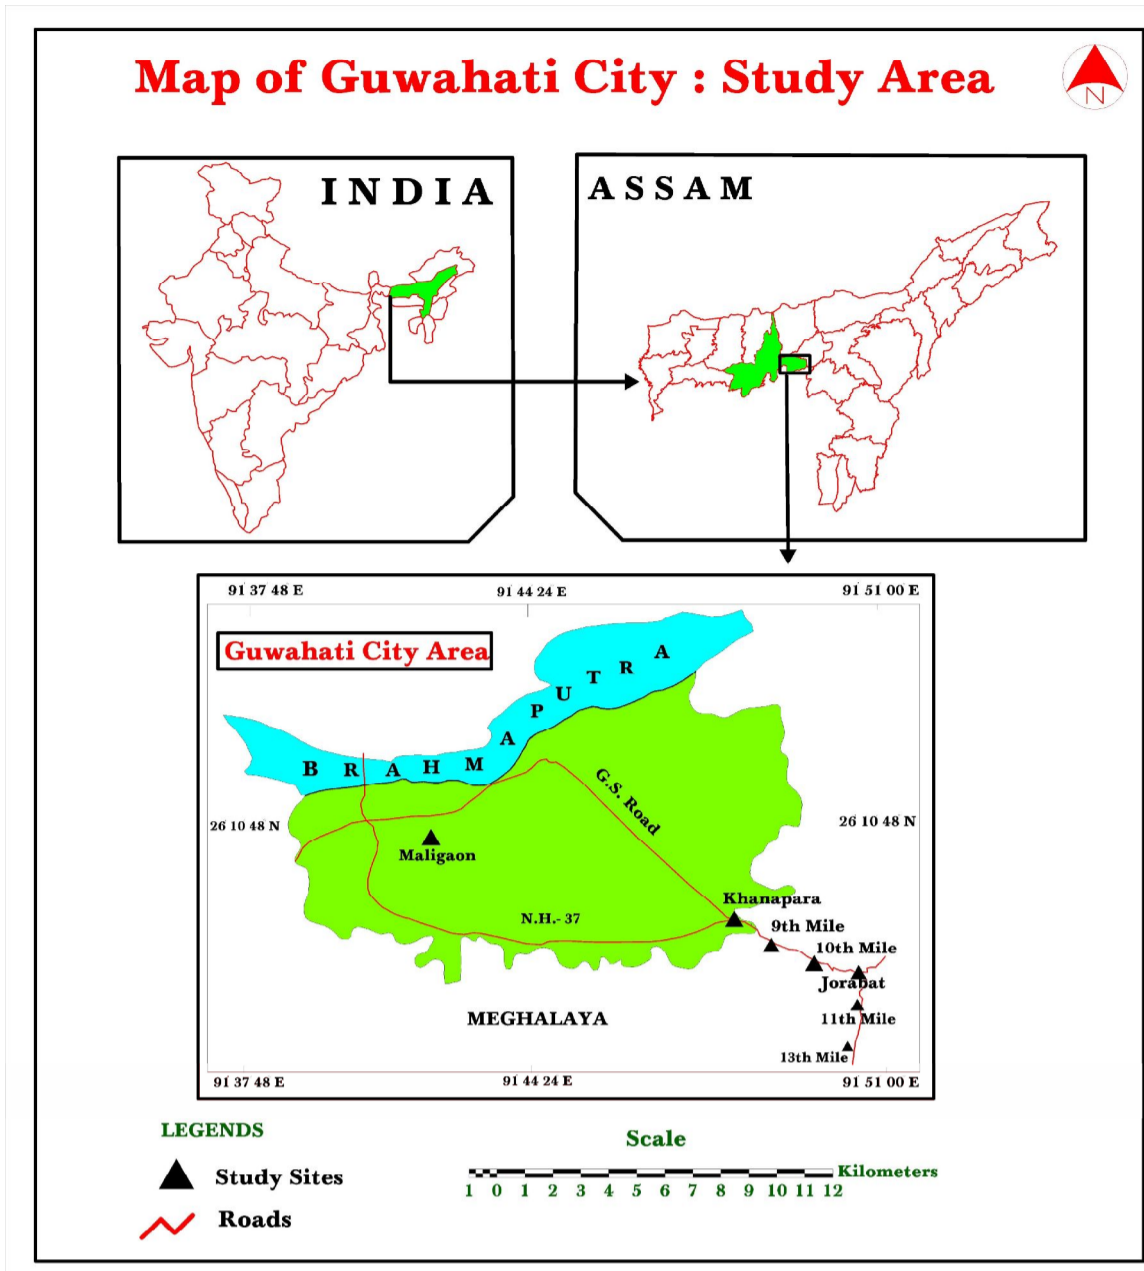 Map of Guwahati City : Study Area
N
INDIA
ASSAM
91 37 48 E
91 44 24 E
91 51 00 E
Guwahati City Area
BRAHMAPUTRA
G.S. Road
26 10 48 N
26 10 48 N
Maligaon
Khanapara
N.H.- 37
9th Mile
10th Mile
Jorabat
MEGHALAYA
11th Mile
13th Mile
91 37 48 E
91 44 24 E
91 51 00 E
LEGENDS
Study Sites
Roads
Scale
Kilometers
1 0 1 2 3 4 5 6 7 8 9 10 11 12